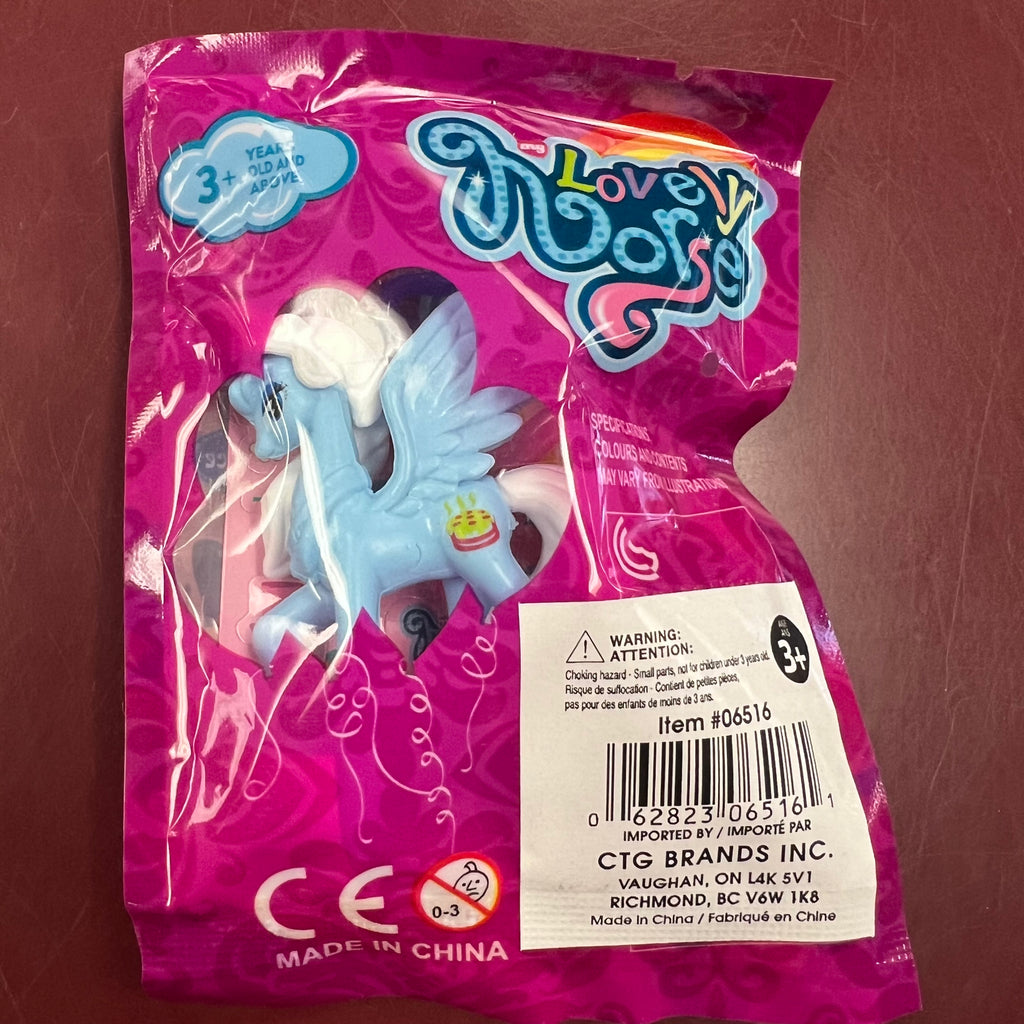 3+ YEARS
OLD AND
ABOVE
my
LOVELY
Horse
SPECIFICATIONS
COLOURS AND CONTENTS
MAY VARY FROM ILLUSTRATIONS
WARNING:
ATTENTION:
AGE
ANS
3+
Choking hazard - Small parts, not for children under 3 years old.
Risque de suffocation - Contient de petites pièces,
pas pour des enfants de moins de 3 ans.
Item #06516
0 62823 06516 1
IMPORTED BY / IMPORTÉ PAR
CTG BRANDS INC.
VAUGHAN, ON L4K 5V1
RICHMOND, BC V6W 1K8
Made in China / Fabriqué en Chine
CE
0-3
MADE IN CHINA